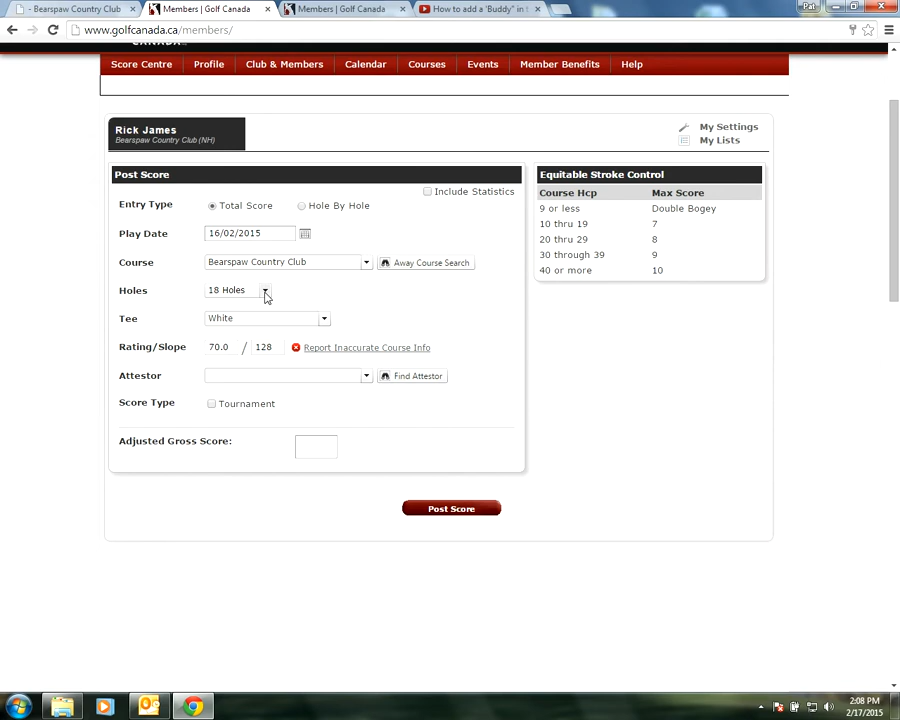 - Bearspaw Country Club
Members | Golf Canada
Members | Golf Canada
How to add a 'Buddy" in t
Pat
www.golfcanada.ca/members/
Score Centre
Profile
Club & Members
Calendar
Courses
Events
Member Benefits
Help
Rick James
Bearspaw Country Club (NH)
My Settings
My Lists
Post Score
Include Statistics
Entry Type
Total Score
Hole By Hole
Play Date
16/02/2015
Course
Bearspaw Country Club
Away Course Search
Holes
18 Holes
Tee
White
Rating/Slope
70.0 / 128
Report Inaccurate Course Info
Attestor
Find Attestor
Score Type
Tournament
Adjusted Gross Score:
Post Score
Equitable Stroke Control
Course Hcp Max Score
9 or less Double Bogey
10 thru 19 7
20 thru 29 8
30 through 39 9
40 or more 10
2:08 PM
2/17/2015